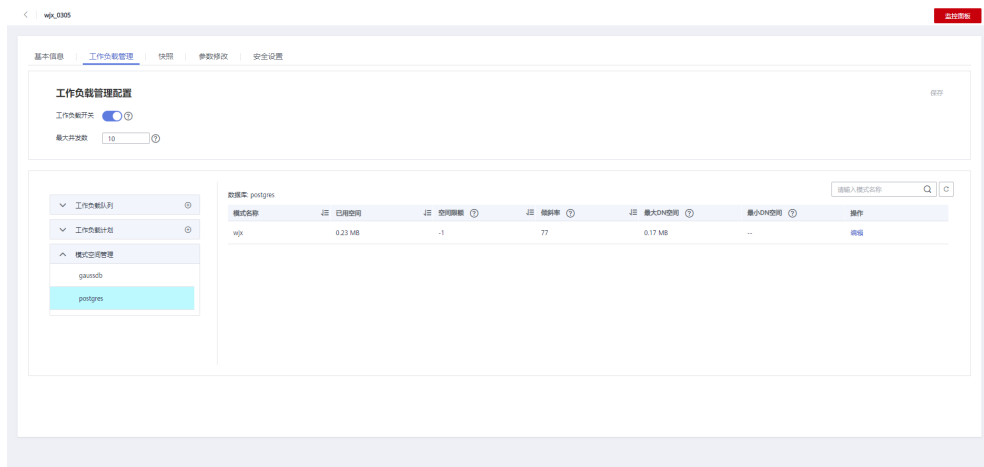 wjx_0305
监控面板
基本信息 工作负载管理 快照 参数修改 安全设置
工作负载管理配置
保存
工作负载开关
最大并发数 10
工作负载队列
工作负载计划
模式空间管理
gaussdb
postgres
数据库: postgres
请输入模式名称
模式名称 已用空间 空间限额 倾斜率 最大DN空间 最小DN空间 操作
wjx 0.23 MB -1 77 0.17 MB -- 编辑